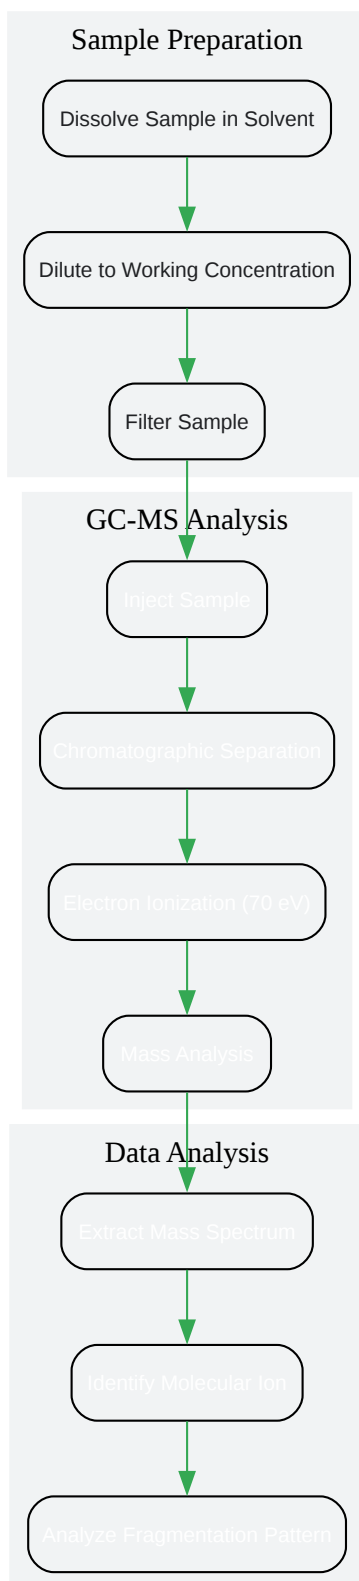 Sample Preparation
Dissolve Sample in Solvent
Dilute to Working Concentration
Filter Sample
GC-MS Analysis
Inject Sample
Chromatographic Separation
Electron Ionization (70 eV)
Mass Analysis
Data Analysis
Extract Mass Spectrum
Identify Molecular Ion
Analyze Fragmentation Pattern